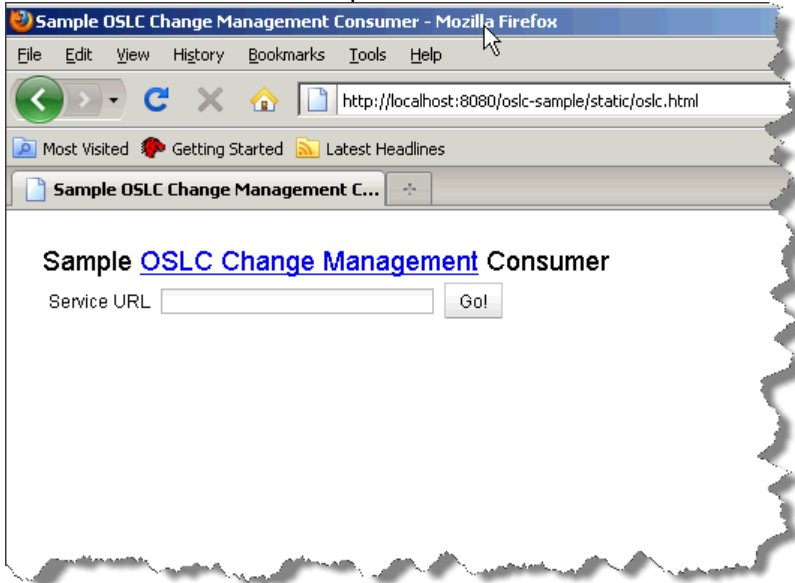 Sample OSLC Change Management Consumer - Mozilla Firefox
File Edit View History Bookmarks Tools Help
http://localhost:8080/oslc-sample/static/oslc.html
Most Visited Getting Started Latest Headlines
Sample OSLC Change Management C...
Sample OSLC Change Management Consumer
Service URL Go!